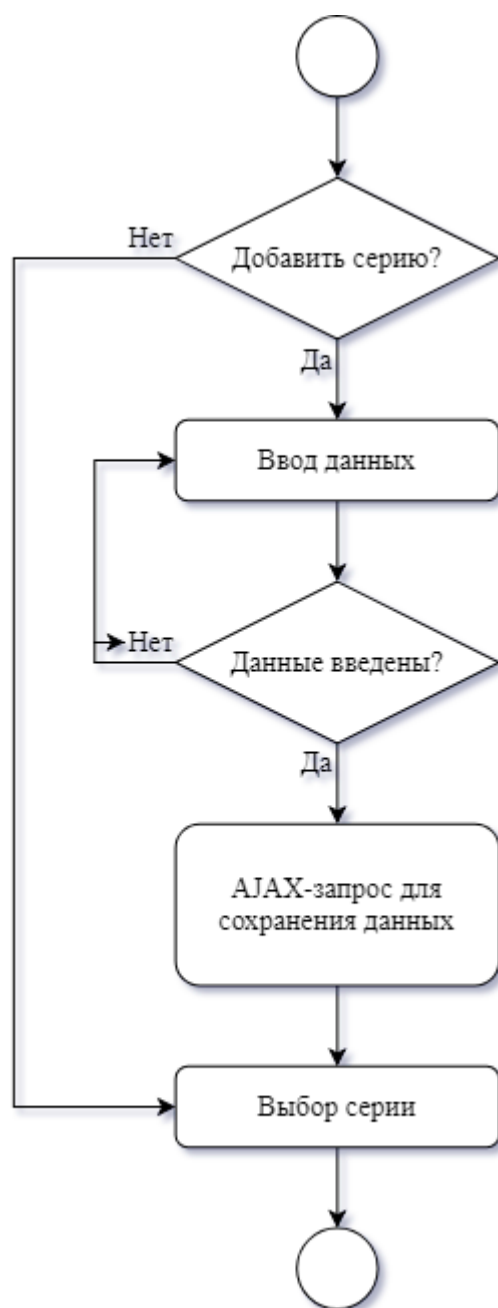 Нет
Добавить серию?
Да
Ввод данных
Нет
Данные введены?
Да
AJAX-запрос для
сохранения данных
Выбор серии